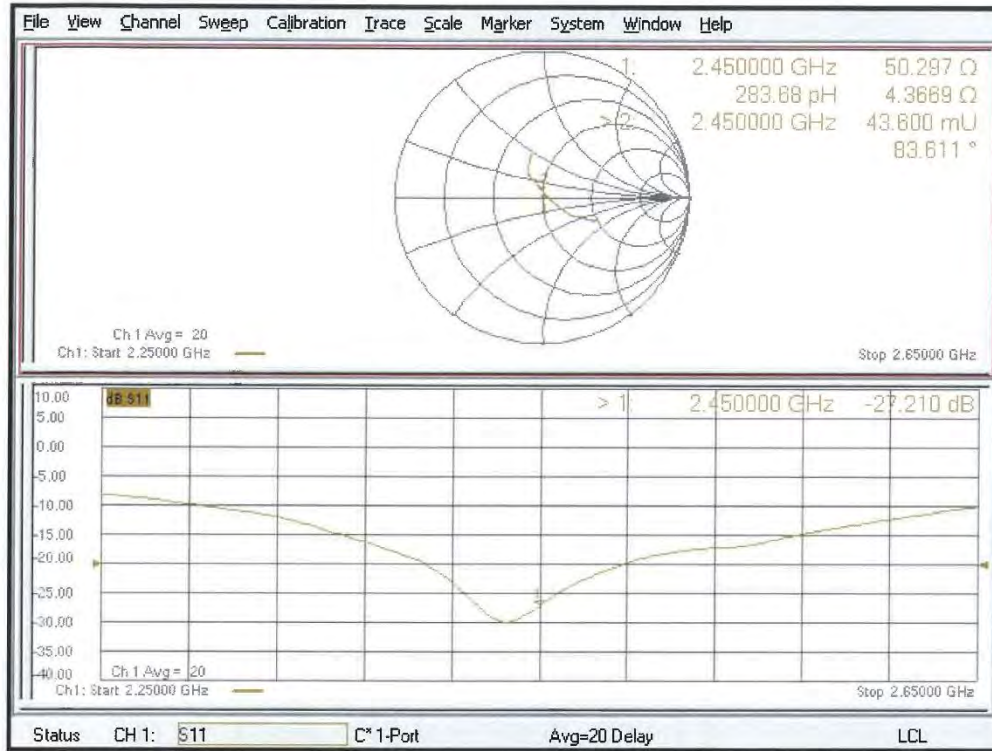 File View Channel Sweep Calibration Trace Scale Marker System Window Help
1: 2.450000 GHz 50.297 Ω
283.68 pH 4.3669 Ω
> 2: 2.450000 GHz 43.600 mU
83.611 °
Ch 1 Avg = 20
Ch1: Start 2.25000 GHz Stop 2.65000 GHz
10.00 dB S11 > 1: 2.450000 GHz -27.210 dB
5.00
0.00
-5.00
-10.00
-15.00
-20.00
-25.00
-30.00
-35.00
-40.00 Ch 1 Avg = 20
Ch1: Start 2.25000 GHz Stop 2.65000 GHz
Status CH 1: S11 C* 1-Port Avg=20 Delay LCL